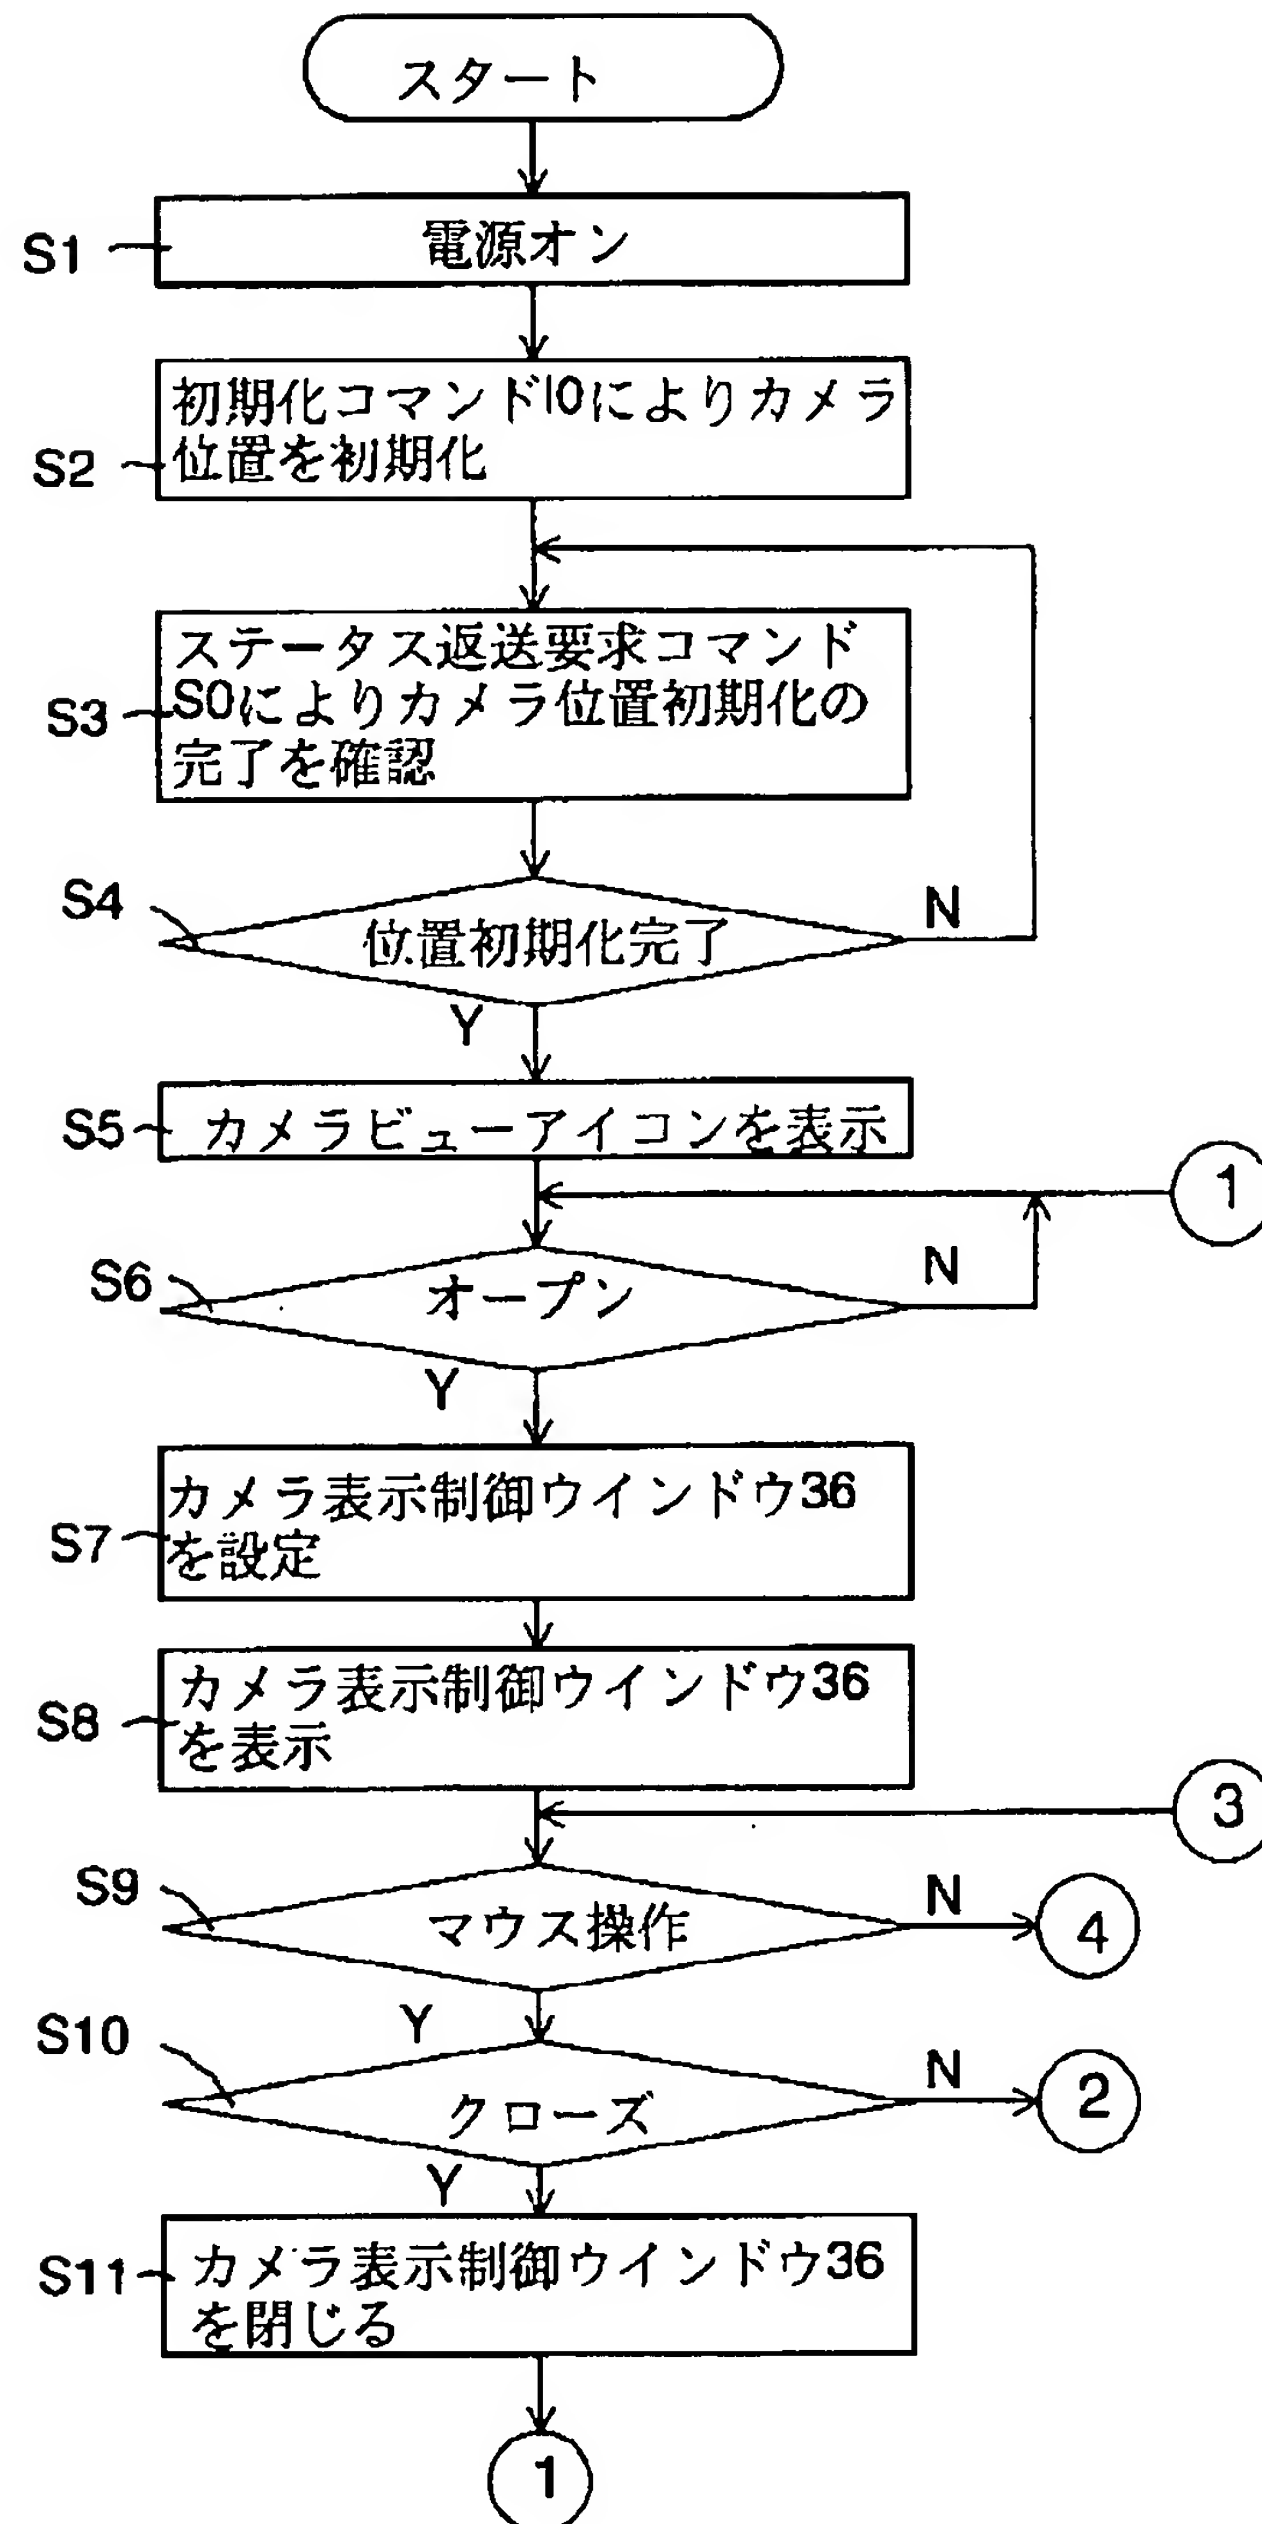 スタート
S1
電源オン
S2
初期化コマンドI0によりカメラ
位置を初期化
S3
ステータス返送要求コマンド
S0によりカメラ位置初期化の
完了を確認
S4
位置初期化完了
N
Y
S5
カメラビューアイコンを表示
1
S6
オープン
N
Y
S7
カメラ表示制御ウインドウ36
を設定
S8
カメラ表示制御ウインドウ36
を表示
3
S9
マウス操作
N
4
Y
S10
クローズ
N
2
Y
S11
カメラ表示制御ウインドウ36
を閉じる
1